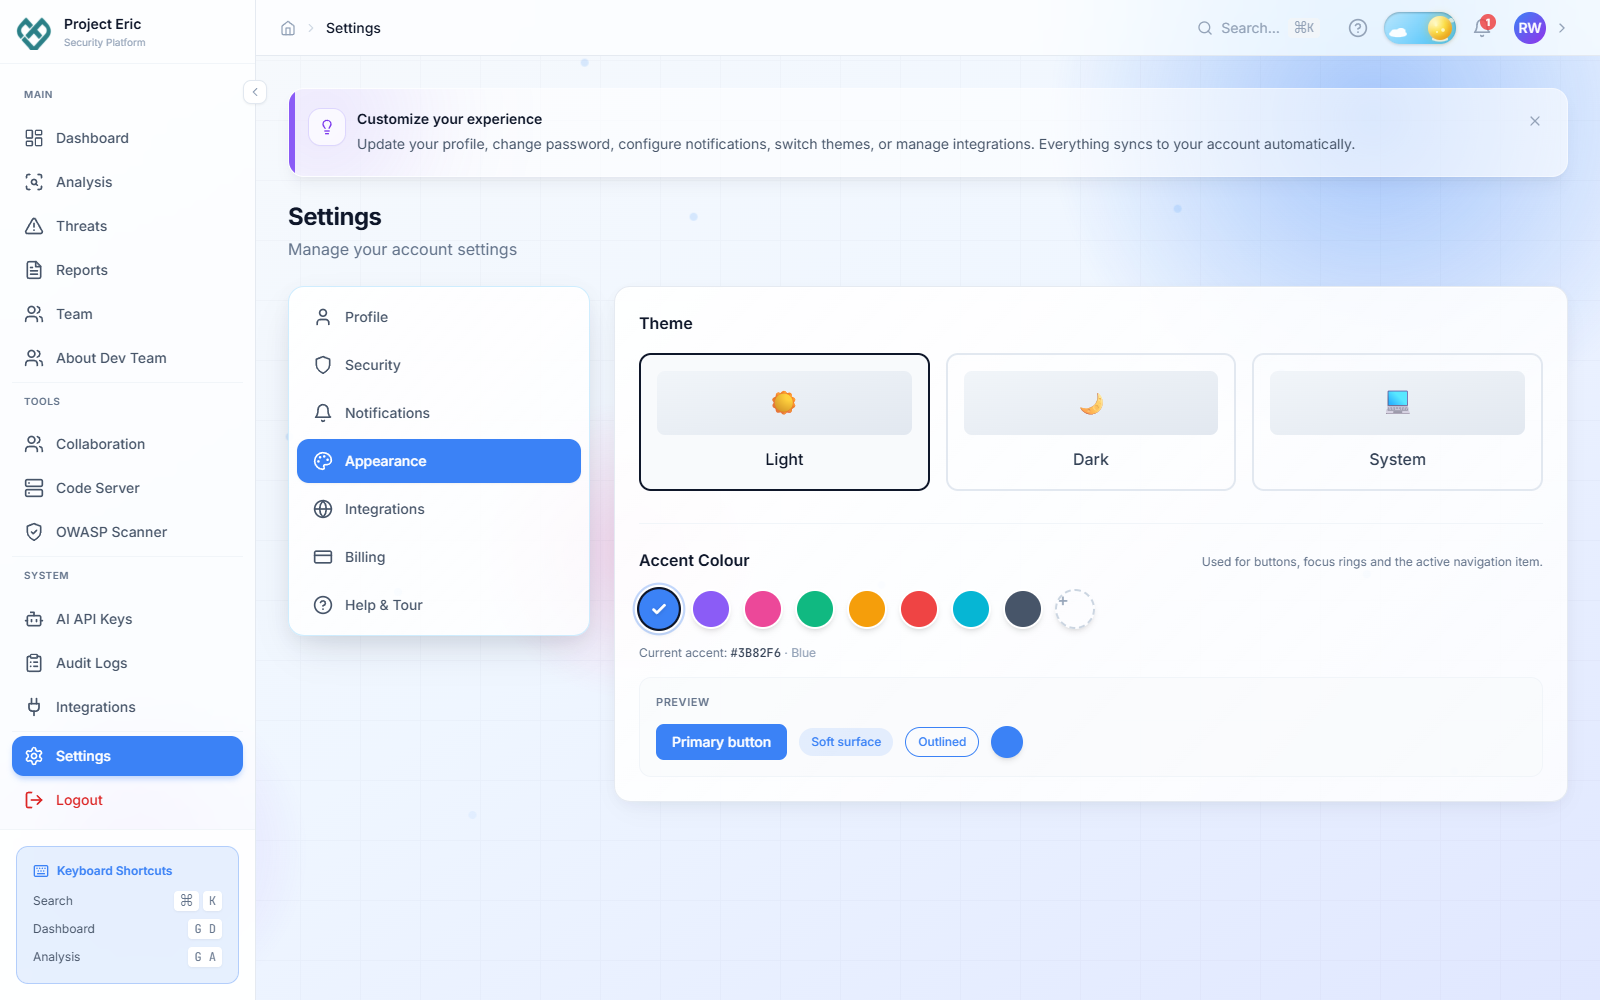 Project Eric
Security Platform
MAIN
Dashboard
Analysis
Threats
Reports
Team
About Dev Team
TOOLS
Collaboration
Code Server
OWASP Scanner
SYSTEM
AI API Keys
Audit Logs
Integrations
Settings
Logout
Keyboard Shortcuts
Search ⌘ K
Dashboard G D
Analysis G A
Settings
Search... ⌘K
1
RW
Customize your experience
Update your profile, change password, configure notifications, switch themes, or manage integrations. Everything syncs to your account automatically.
Settings
Manage your account settings
Profile
Security
Notifications
Appearance
Integrations
Billing
Help & Tour
Theme
Light
Dark
System
Accent Colour
Used for buttons, focus rings and the active navigation item.
+
Current accent: #3B82F6 · Blue
PREVIEW
Primary button
Soft surface
Outlined